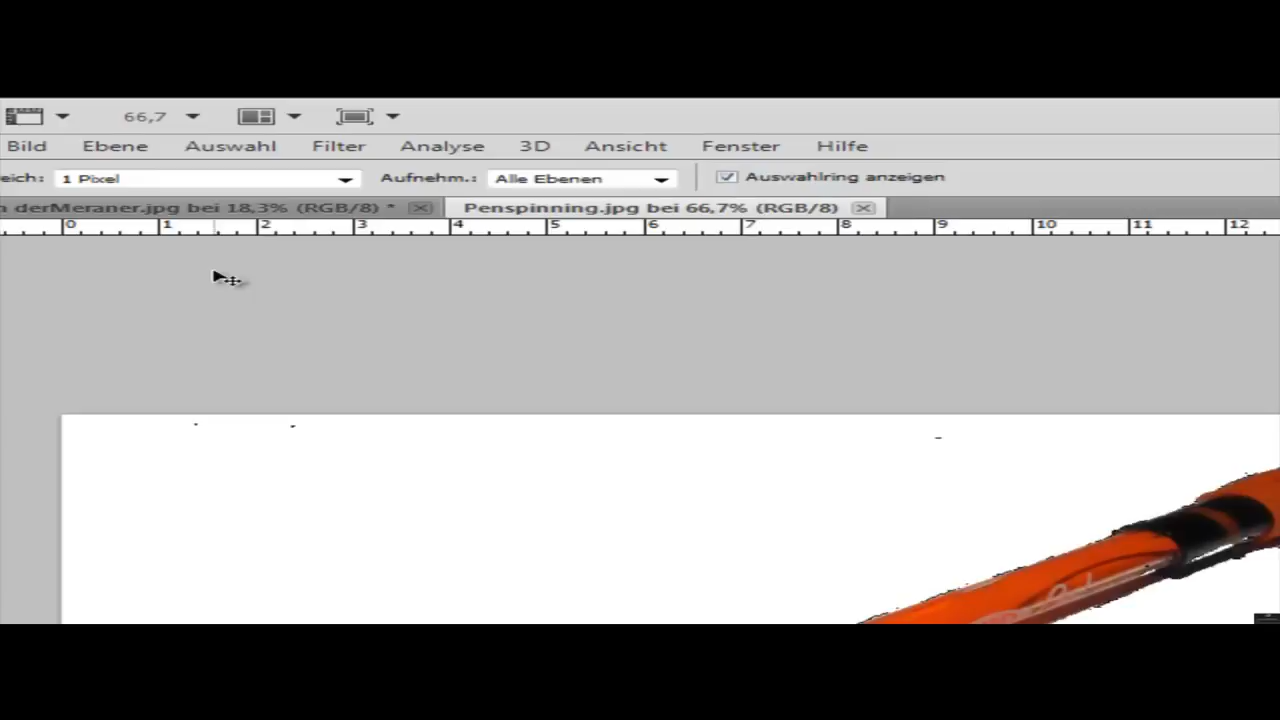 66,7
Bild Ebene Auswahl Filter Analyse 3D Ansicht Fenster Hilfe
eich: 1 Pixel Aufnehm.: Alle Ebenen Auswahlring anzeigen
n derMeraner.jpg bei 18,3% (RGB/8) * Penspinning.jpg bei 66,7% (RGB/8)
0 1 2 3 4 5 6 7 8 9 10 11 12